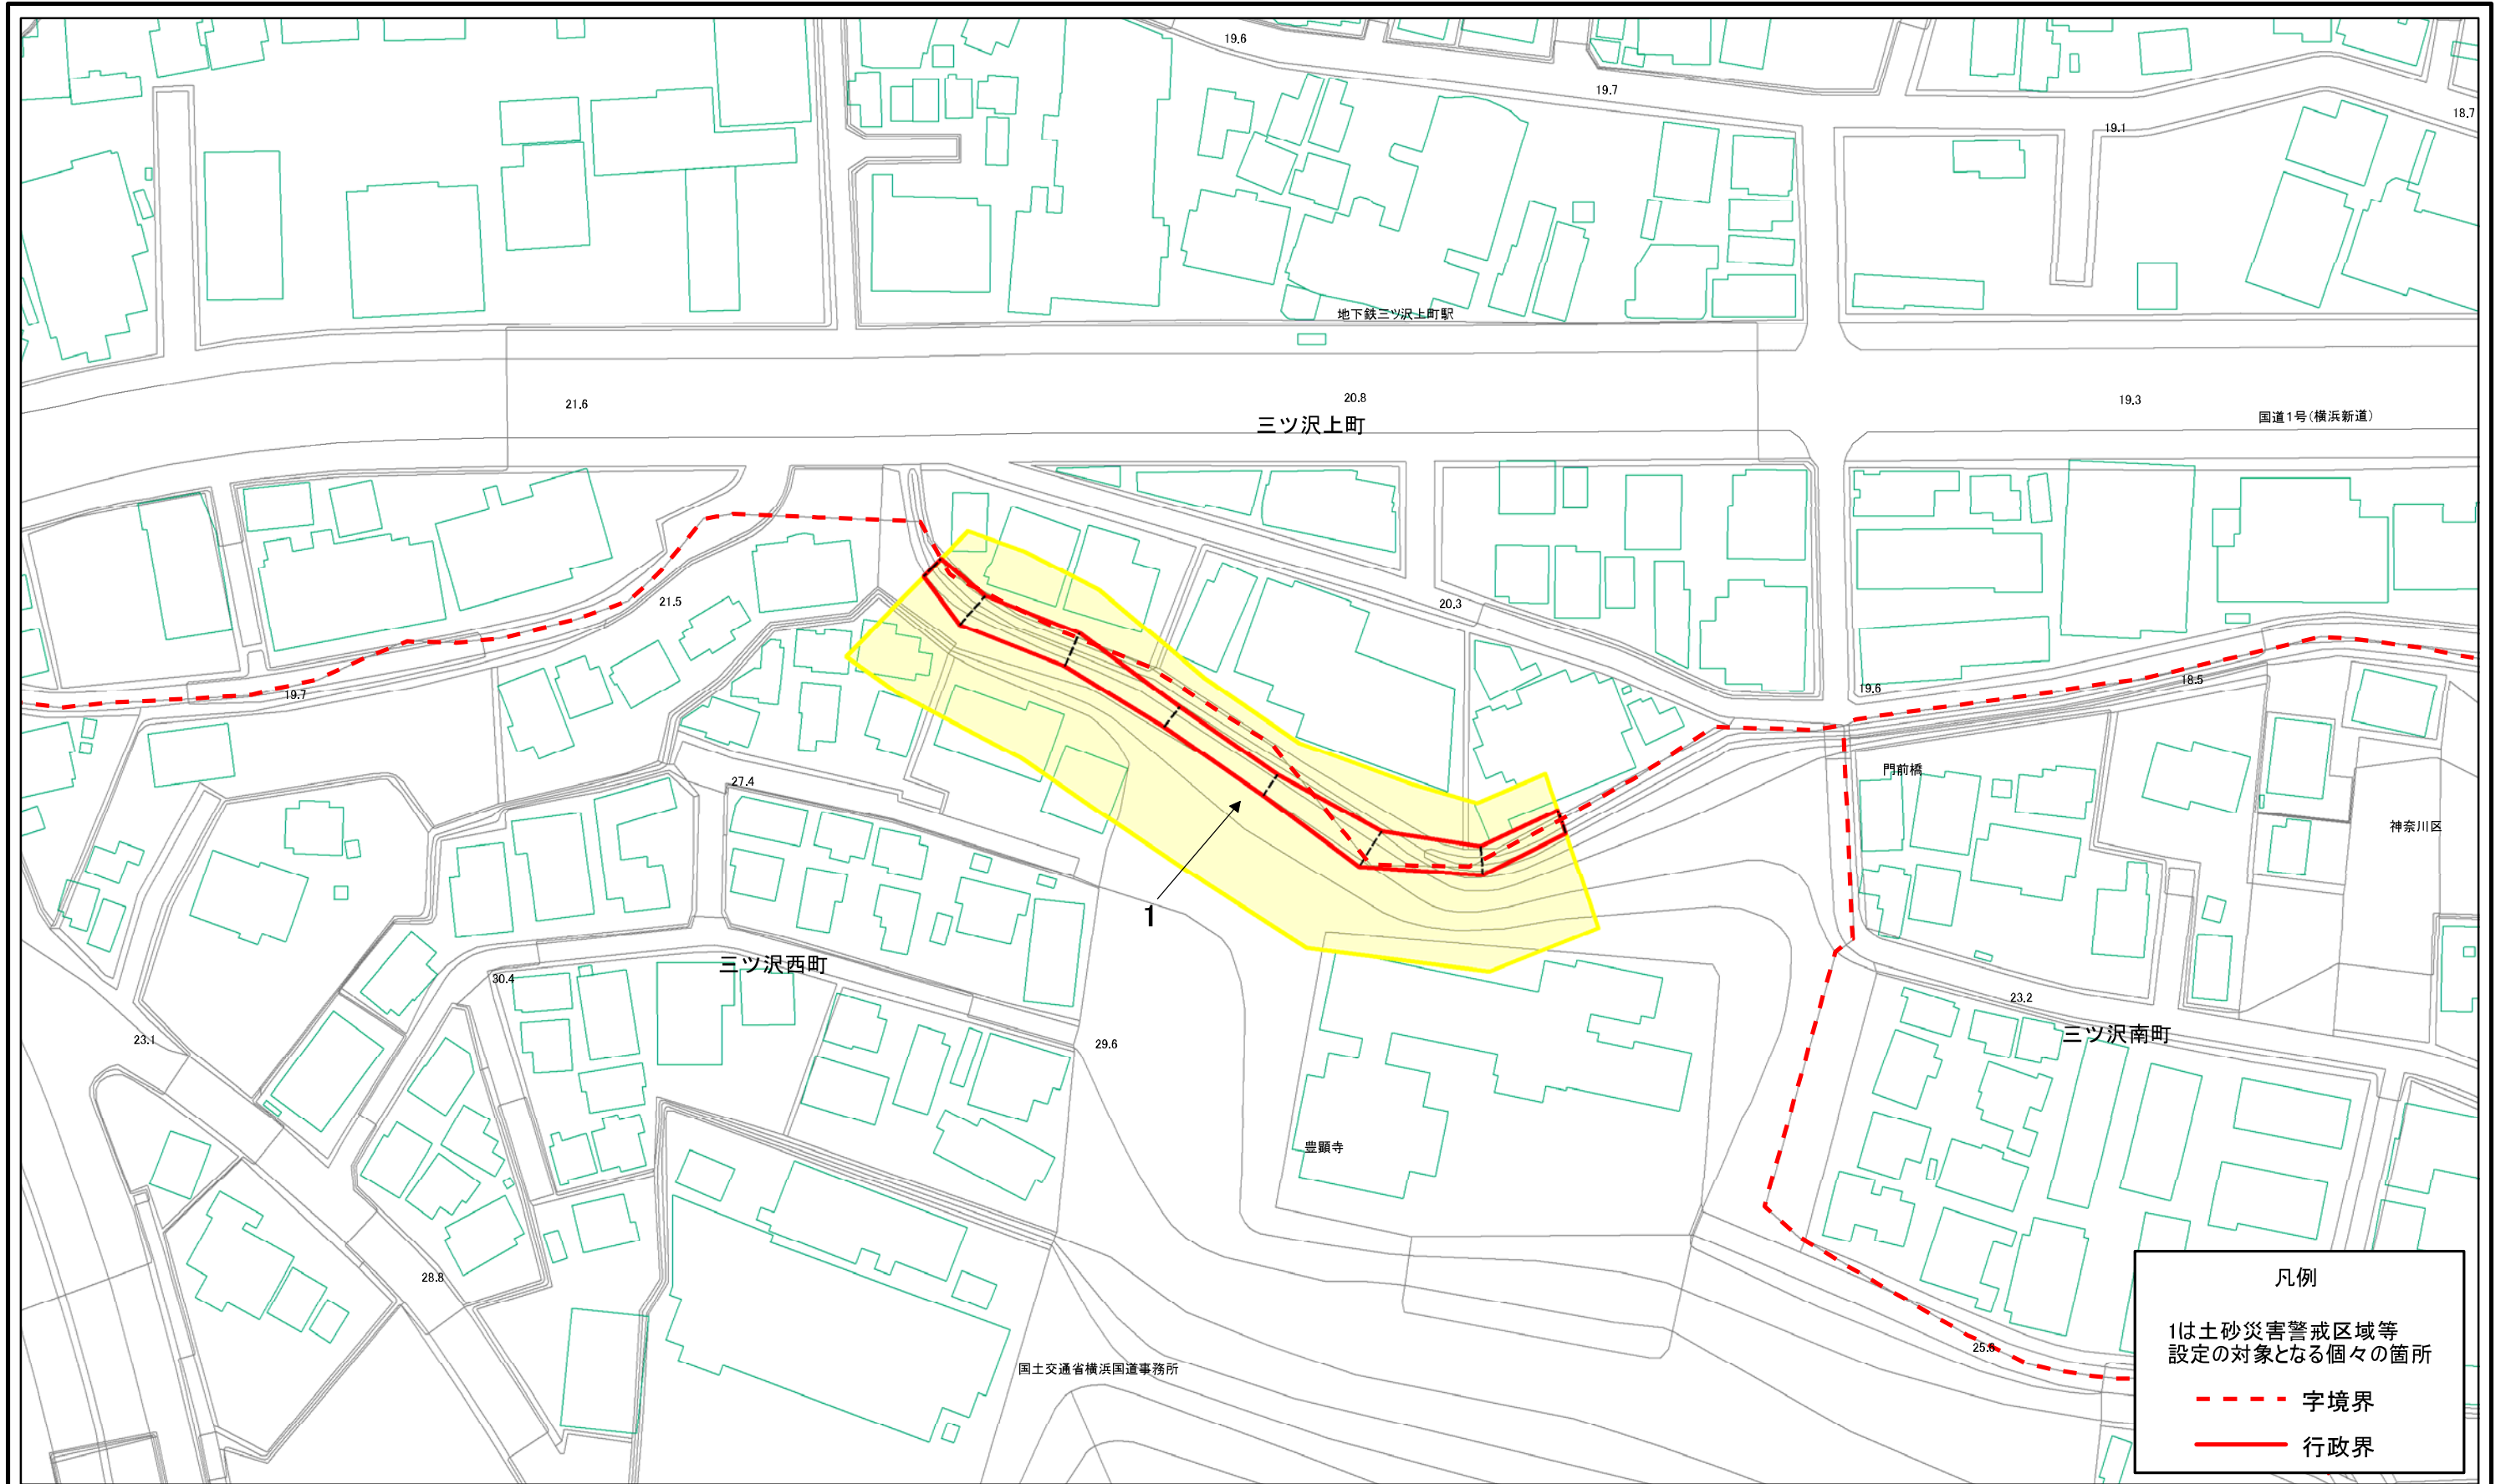 19.6
19.7
18.7
19.1
地下鉄三ツ沢上町駅
21.6
20.8
19.3
三ツ沢上町
国道1号(横浜新道)
21.5
20.3
19.7
19.6
18.5
27.4
門前橋
神奈川区
1
三ツ沢西町
30.4
23.2
三ツ沢南町
23.1
29.6
豊顕寺
28.8
国土交通省横浜国道事務所
凡例
1は土砂災害警戒区域等
設定の対象となる個々の箇所
字境界
行政界